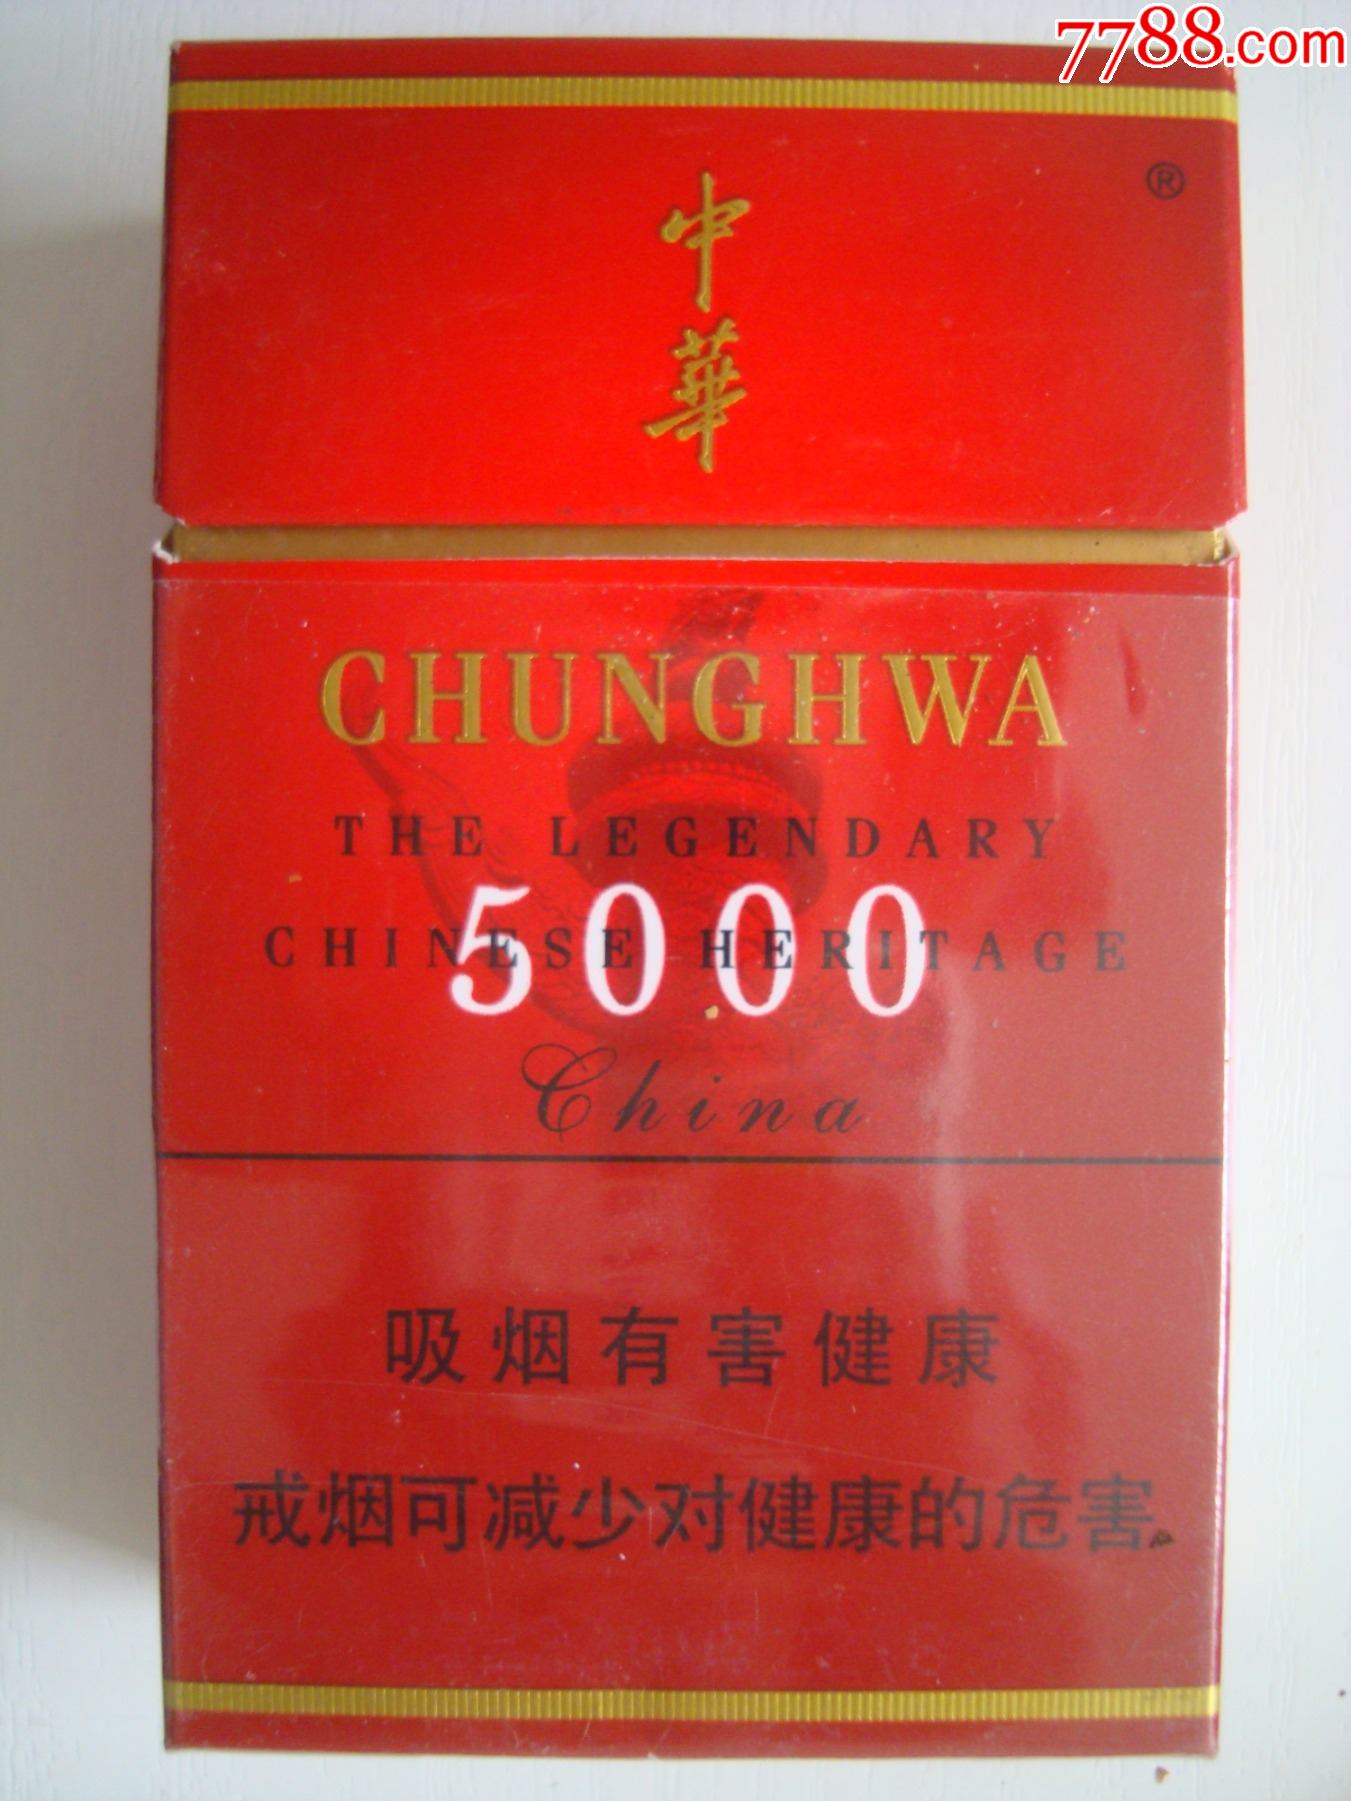 7788.com
®
中
華
CHUNGHWA
THE LEGENDARY
5000
CHINESE HERITAGE
China
吸烟有害健康
戒烟可减少对健康的危害